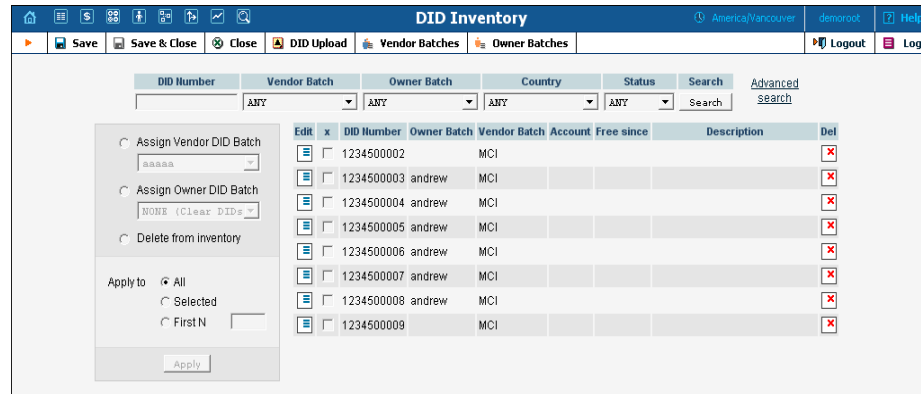 DID Inventory America/Vancouver demoroot Help
Save Save & Close Close DID Upload Vendor Batches Owner Batches Logout Log
DID Number Vendor Batch Owner Batch Country Status Search Advanced search
ANY ANY ANY ANY Search
Assign Vendor DID Batch
aaaaa
Assign Owner DID Batch
NONE (Clear DIDs
Delete from inventory
Apply to All
Selected
First N
Apply
Edit x DID Number Owner Batch Vendor Batch Account Free since Description Del
1234500002 MCI
1234500003 andrew MCI
1234500004 andrew MCI
1234500005 andrew MCI
1234500006 andrew MCI
1234500007 andrew MCI
1234500008 andrew MCI
1234500009 MCI